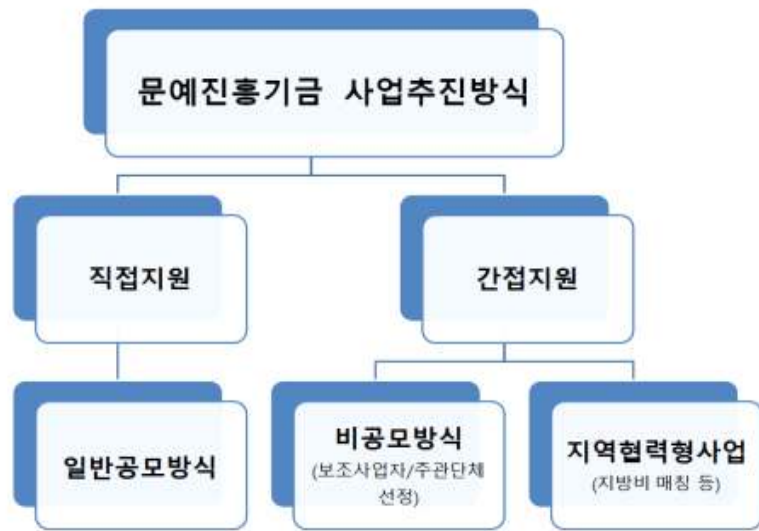 문예진흥기금 사업추진방식
직접지원
간접지원
일반공모방식
비공모방식
(보조사업자/주관단체
선정)
지역협력형사업
(지방비 매칭 등)